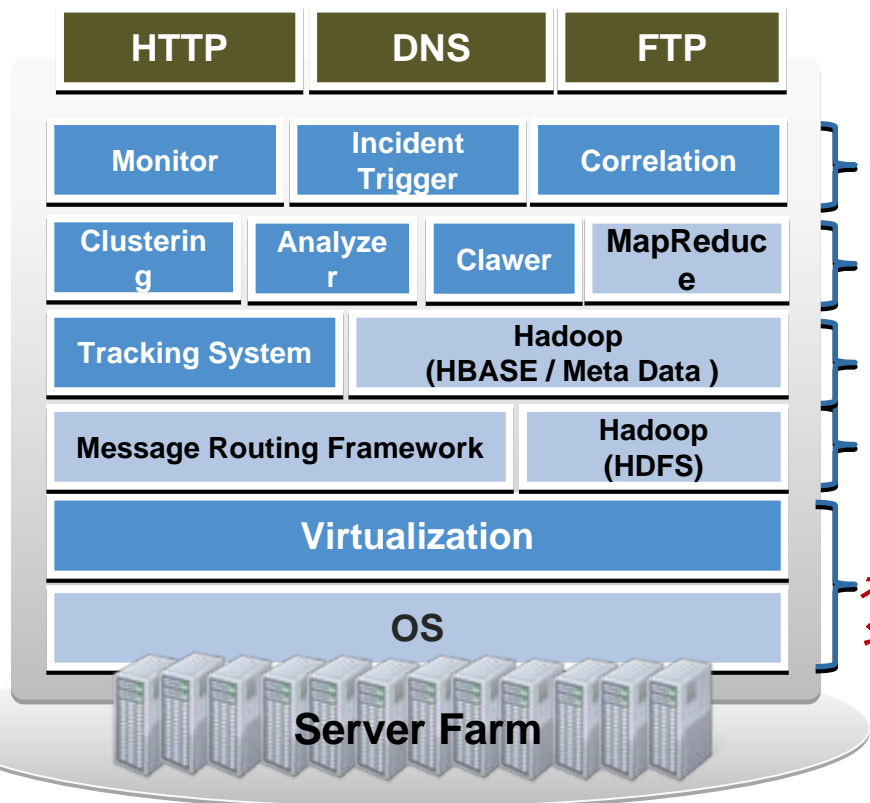 HTTP
DNS
FTP
Monitor
Incident
Trigger
Correlation
Clusterin
g
Analyze
r
Clawer
MapReduc
e
Tracking System
Hadoop
(HBASE / Meta Data )
Message Routing Framework
Hadoop
(HDFS)
Virtualization
OS
Server Farm